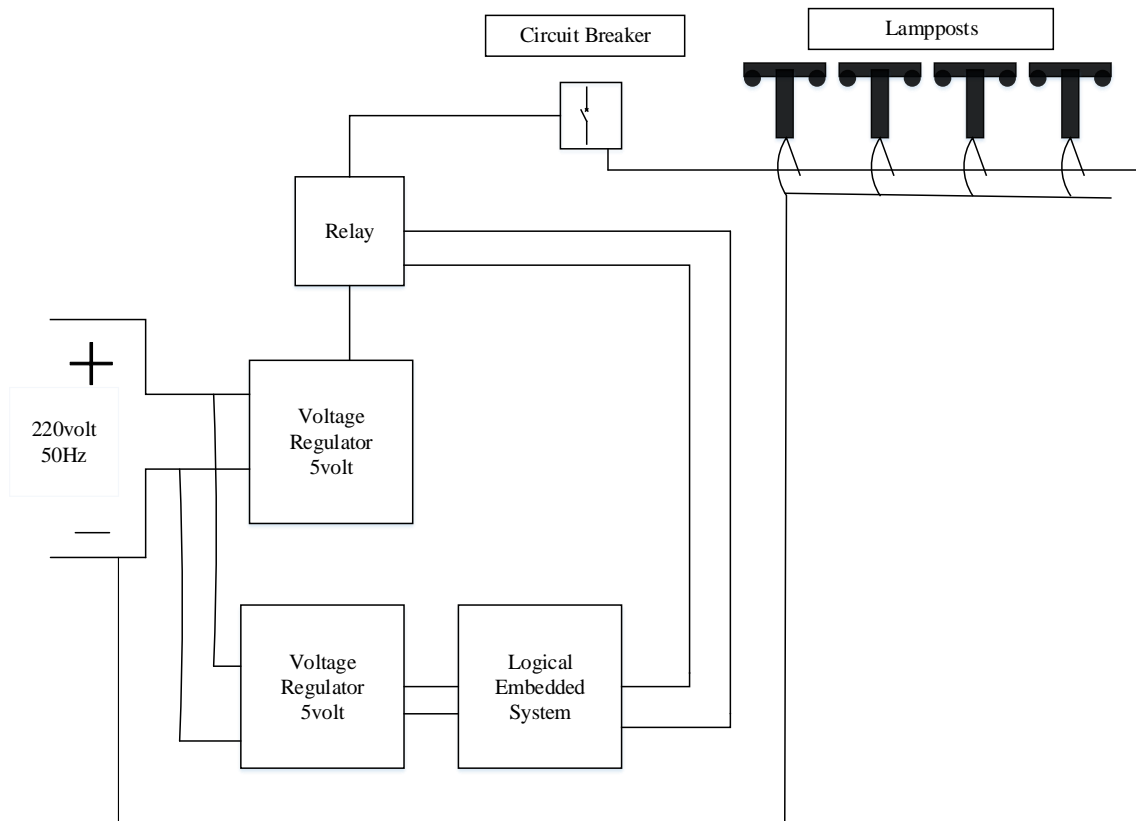 Circuit Breaker
Lampposts
Relay
220volt
50Hz
Voltage
Regulator
5volt
Voltage
Regulator
5volt
Logical
Embedded
System